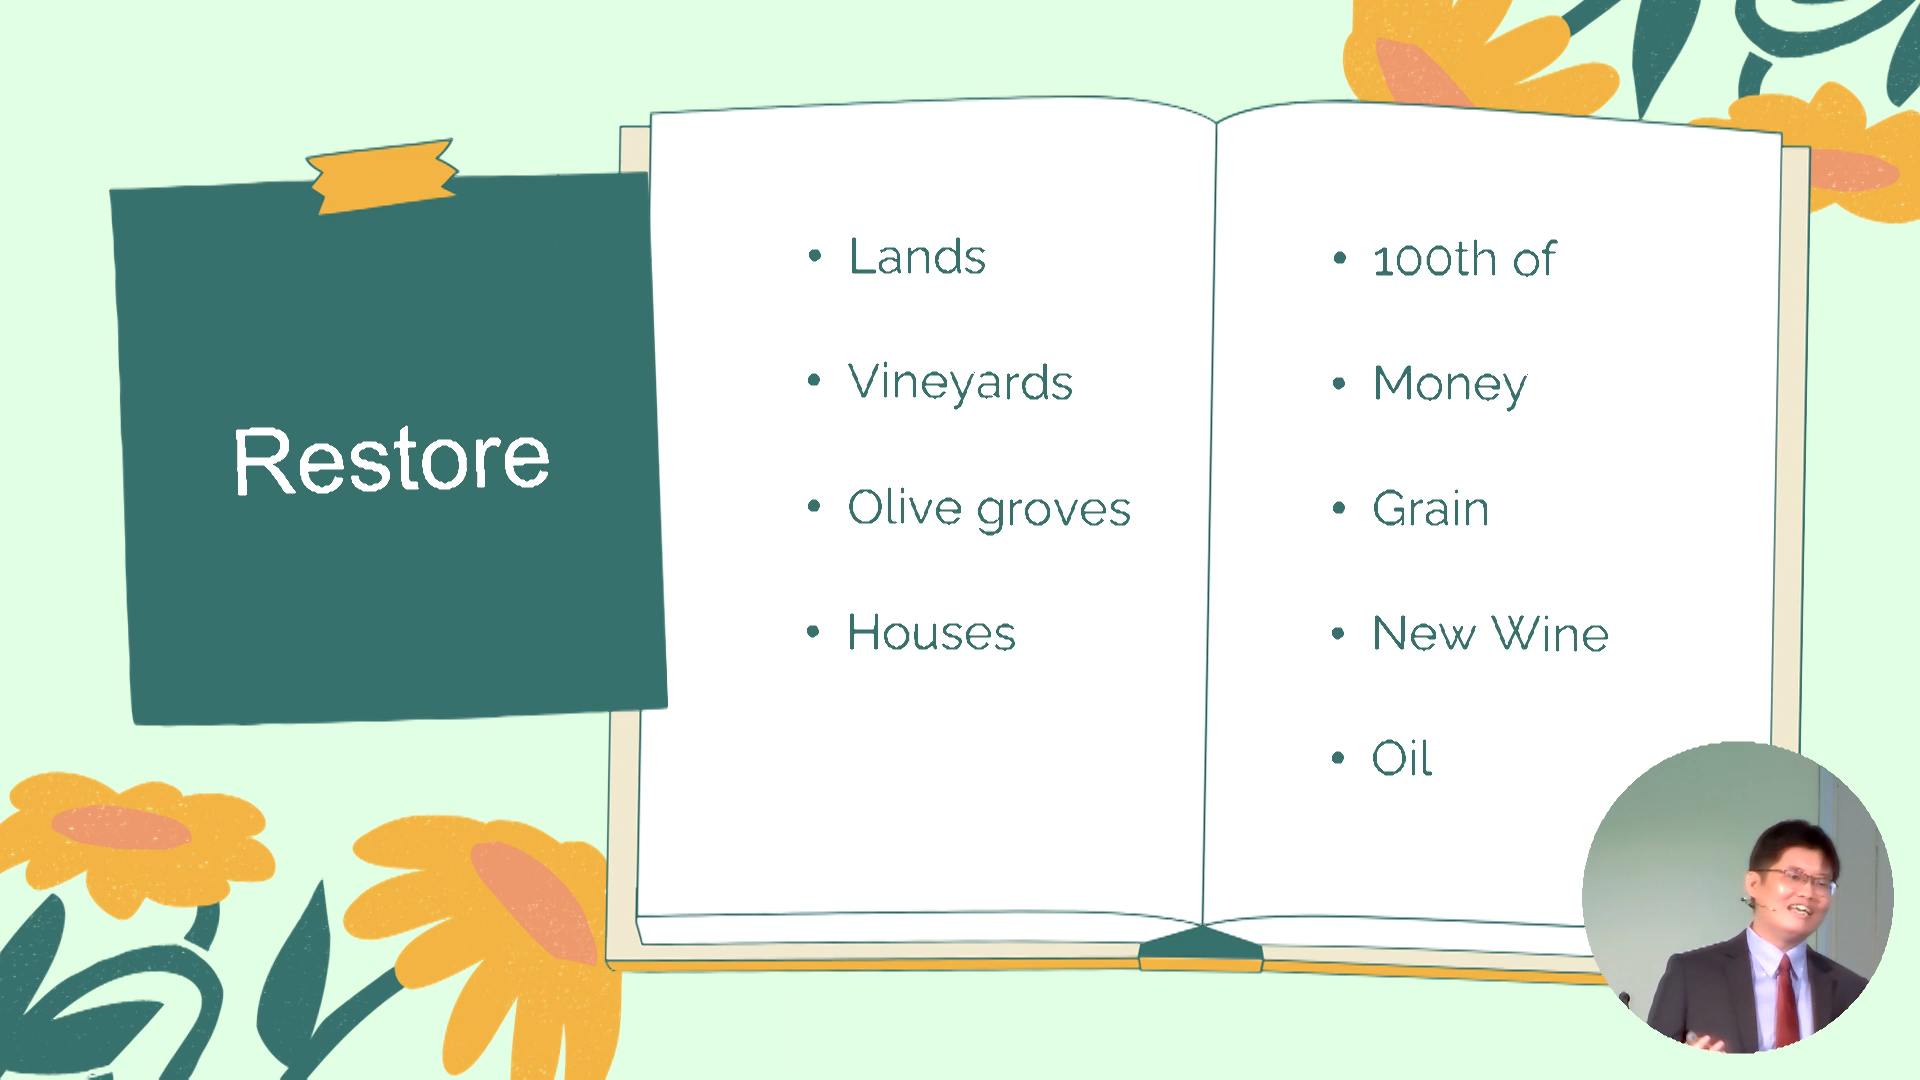 Restore
• Lands
• Vineyards
• Olive groves
• Houses
• 100th of
• Money
• Grain
• New Wine
• Oil